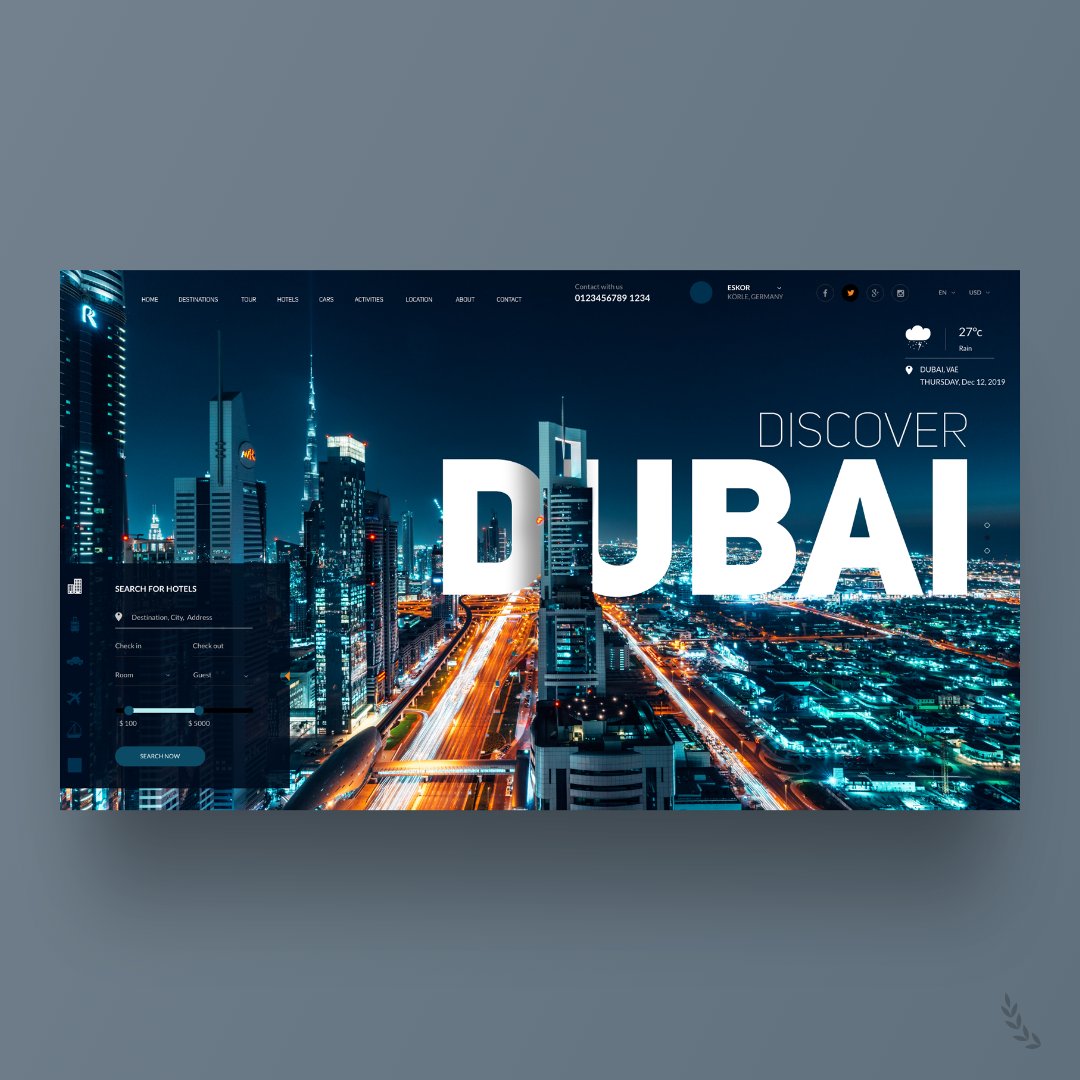 HOME DESTINATIONS TOUR HOTELS CARS ACTIVITIES LOCATION ABOUT CONTACT
Contact with us
0123456789 1234
ESKOR
KORLE, GERMANY
EN USD
27°c
Rain
DUBAI, VAE
THURSDAY, Dec 12, 2019
DISCOVER
DUBAI
SEARCH FOR HOTELS
Destination, City, Address
Check in Check out
Room Guest
$ 100 $ 5000
SEARCH NOW